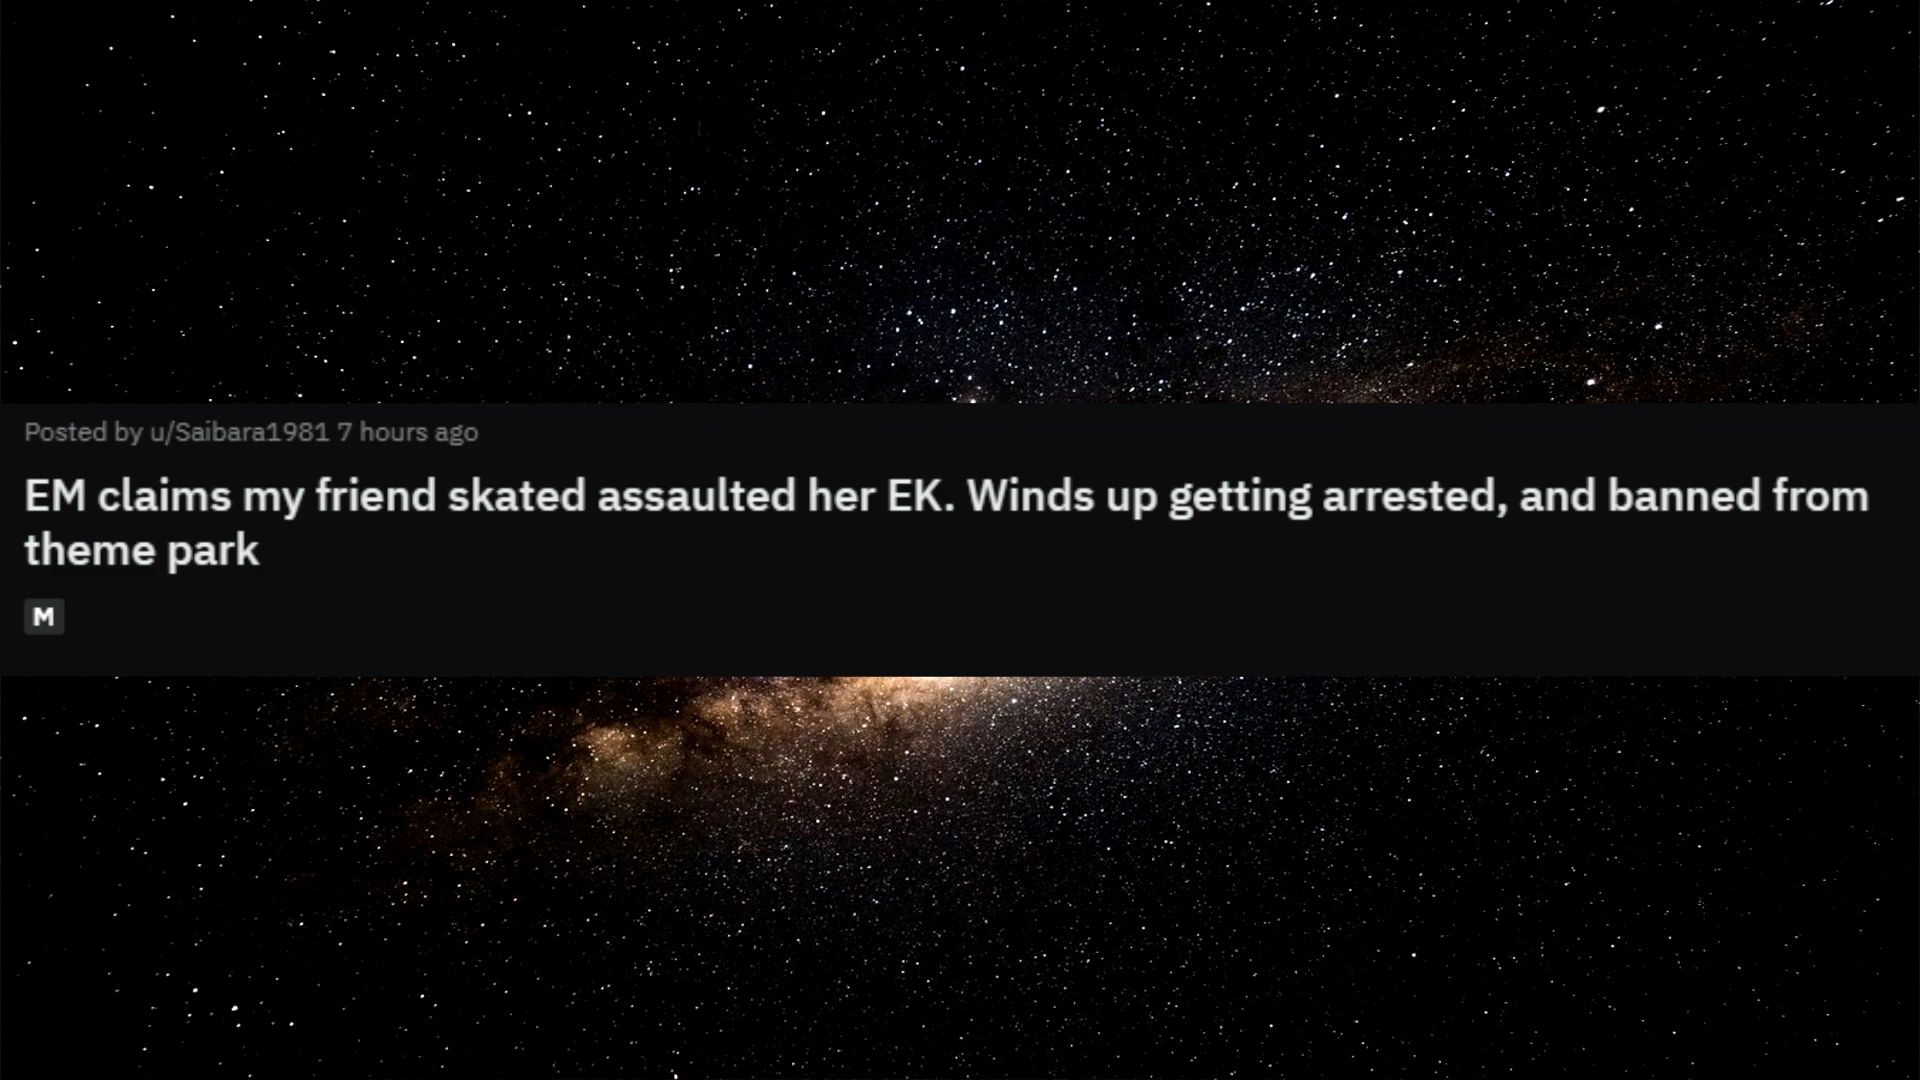 Posted by u/Saibara1981 7 hours ago
EM claims my friend skated assaulted her EK. Winds up getting arrested, and banned from
theme park
M